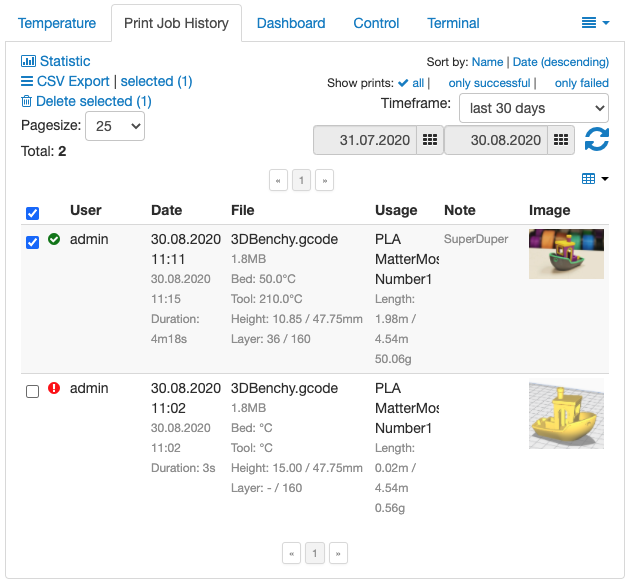 Temperature Print Job History Dashboard Control Terminal
Statistic
Sort by: Name | Date (descending)
CSV Export | selected (1)
Show prints: all | only successful | only failed
Delete selected (1)
Timeframe: last 30 days
Pagesize: 25
31.07.2020 30.08.2020
Total: 2
« 1 »
User Date File Usage Note Image
admin 30.08.2020 3DBenchy.gcode PLA SuperDuper
11:11 1.8MB MatterMos
30.08.2020 Bed: 50.0°C Number1
11:15 Tool: 210.0°C Length:
Duration: Height: 10.85 / 47.75mm 1.98m /
4m18s Layer: 36 / 160 4.54m
50.06g
admin 30.08.2020 3DBenchy.gcode PLA
11:02 1.8MB MatterMos
30.08.2020 Bed: °C Number1
11:02 Tool: °C Length:
Duration: 3s Height: 15.00 / 47.75mm 0.02m /
Layer: - / 160 4.54m
0.56g
« 1 »